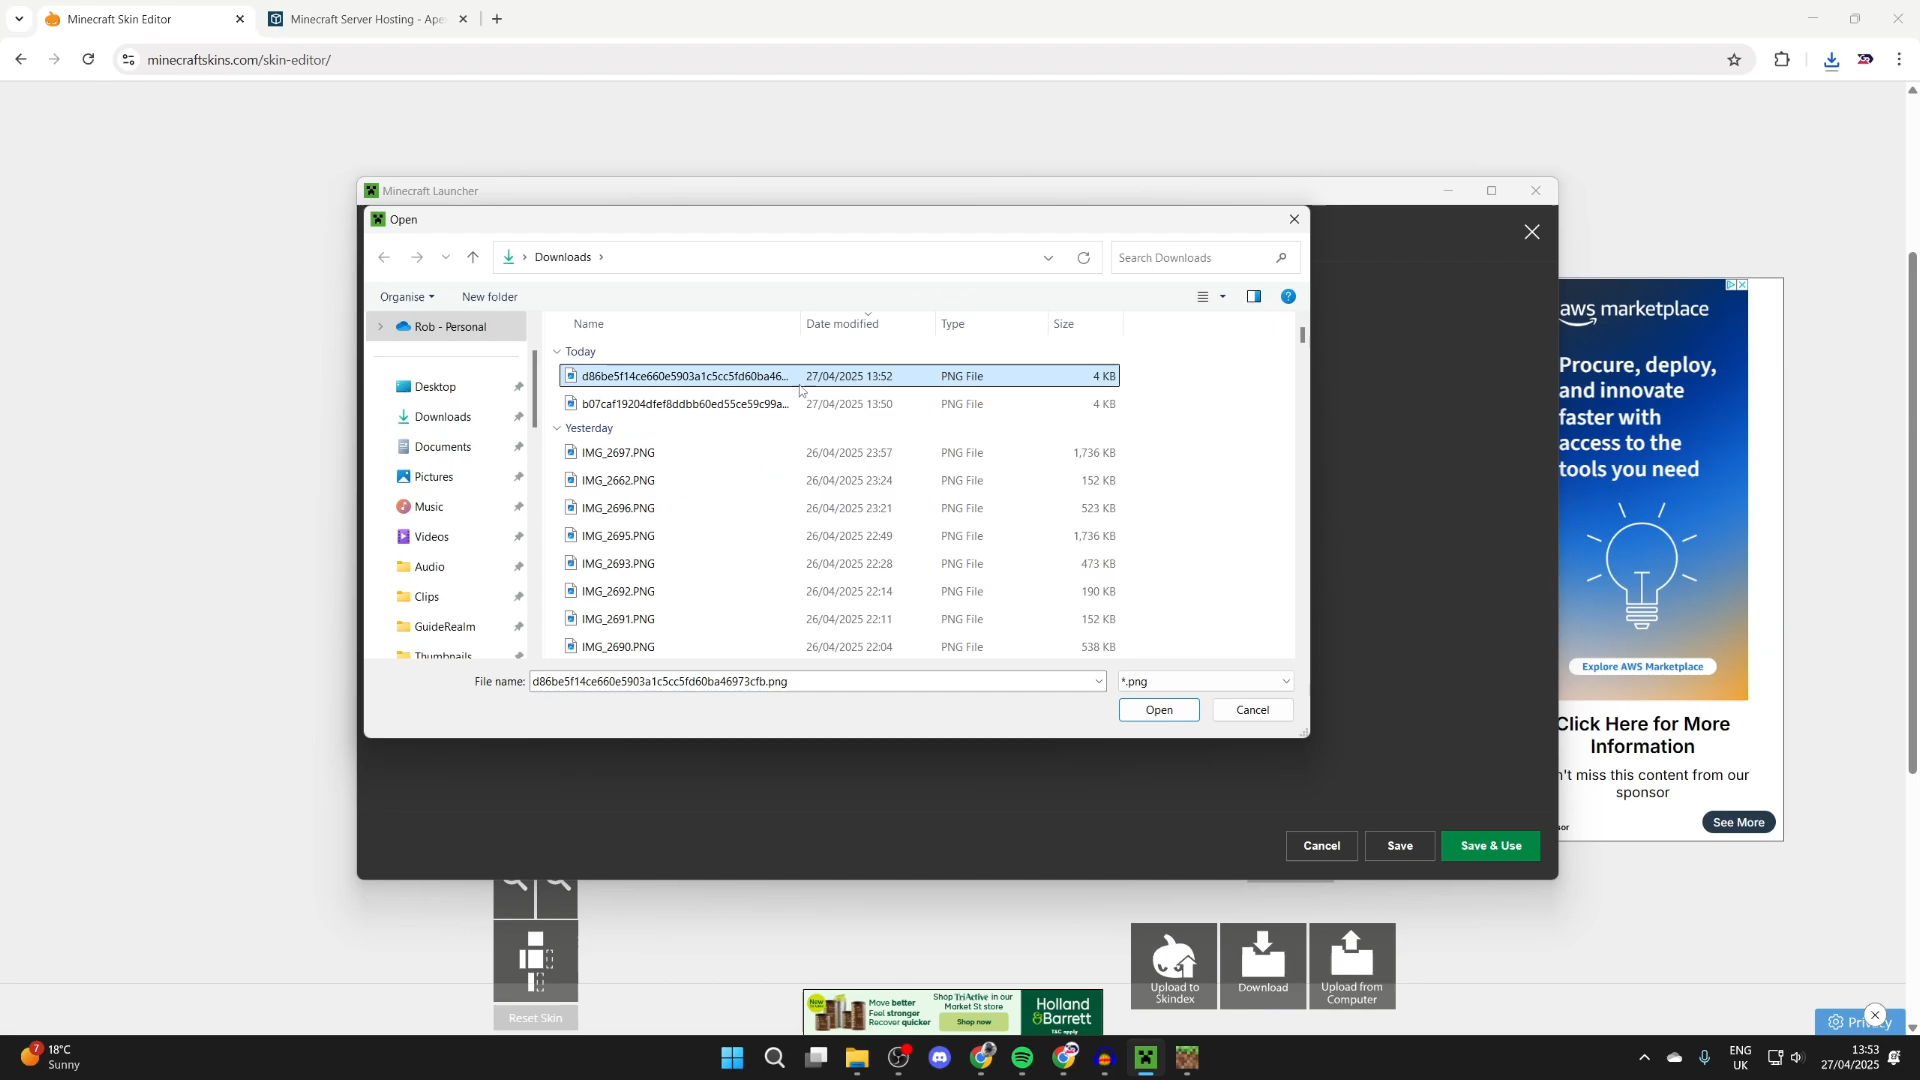 Minecraft Skin Editor
Minecraft Server Hosting - Ape
minecraftskins.com/skin-editor/
Minecraft Launcher
Open
Downloads
Search Downloads
Organise
New folder
Rob - Personal
Desktop
Downloads
Documents
Pictures
Music
Videos
Audio
Clips
GuideRealm
Thumbnails
Name Date modified Type Size
Today
d86be5f14ce660e5903a1c5cc5fd60ba46... 27/04/2025 13:52 PNG File 4 KB
b07caf19204dfef8ddbb60ed55ce59c99a... 27/04/2025 13:50 PNG File 4 KB
Yesterday
IMG_2697.PNG 26/04/2025 23:57 PNG File 1,736 KB
IMG_2662.PNG 26/04/2025 23:24 PNG File 152 KB
IMG_2696.PNG 26/04/2025 23:21 PNG File 523 KB
IMG_2695.PNG 26/04/2025 22:49 PNG File 1,736 KB
IMG_2693.PNG 26/04/2025 22:28 PNG File 473 KB
IMG_2692.PNG 26/04/2025 22:14 PNG File 190 KB
IMG_2691.PNG 26/04/2025 22:11 PNG File 152 KB
IMG_2690.PNG 26/04/2025 22:04 PNG File 538 KB
File name: d86be5f14ce660e5903a1c5cc5fd60ba46973cfb.png
*.png
Open
Cancel
Cancel
Save
Save & Use
aws marketplace
Procure, deploy,
and innovate
faster with
access to the
tools you need
Explore AWS Marketplace
Click Here for More
Information
n't miss this content from our
sponsor
sor
See More
Upload to
Skindex
Download
Upload from
Computer
Reset Skin
New
Move better
Feel stronger
Recover quicker
Shop TriActive in our
Market St store
Shop now
Holland
&Barrett
T&C apply
Privacy
7
18°C
Sunny
ENG
UK
13:53
27/04/2025